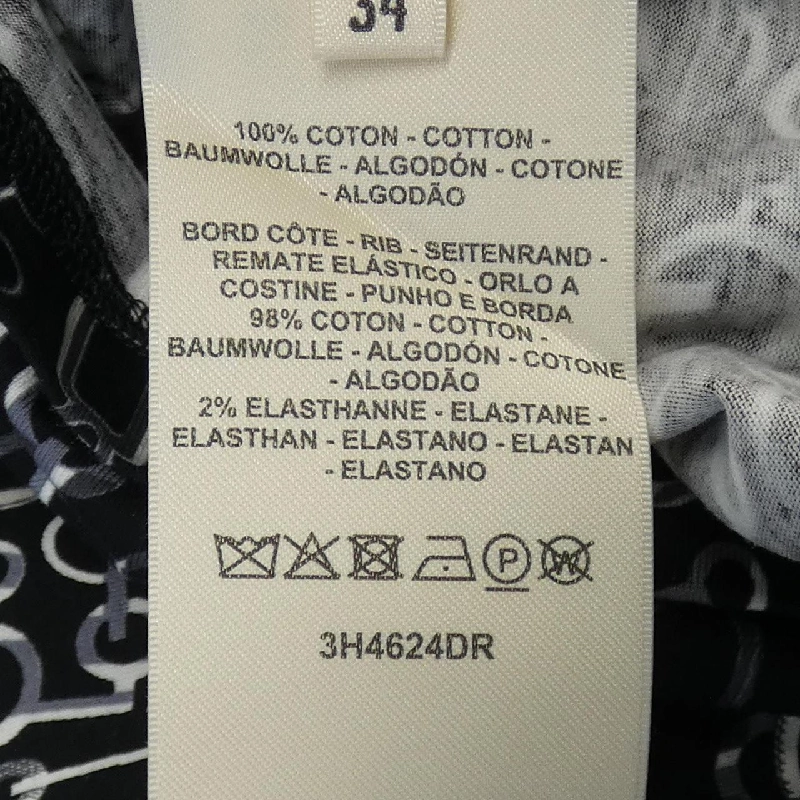 34
100% COTON - COTTON -
BAUMWOLLE - ALGODÓN - COTONE
- ALGODÃO
BORD CÔTE - RIB - SEITENRAND -
REMATE ELÁSTICO - ORLO A
COSTINE - PUNHO E BORDA
98% COTON - COTTON -
BAUMWOLLE - ALGODÓN - COTONE
- ALGODÃO
2% ELASTHANNE - ELASTANE -
ELASTHAN - ELASTANO - ELASTAN
- ELASTANO
P W
3H4624DR